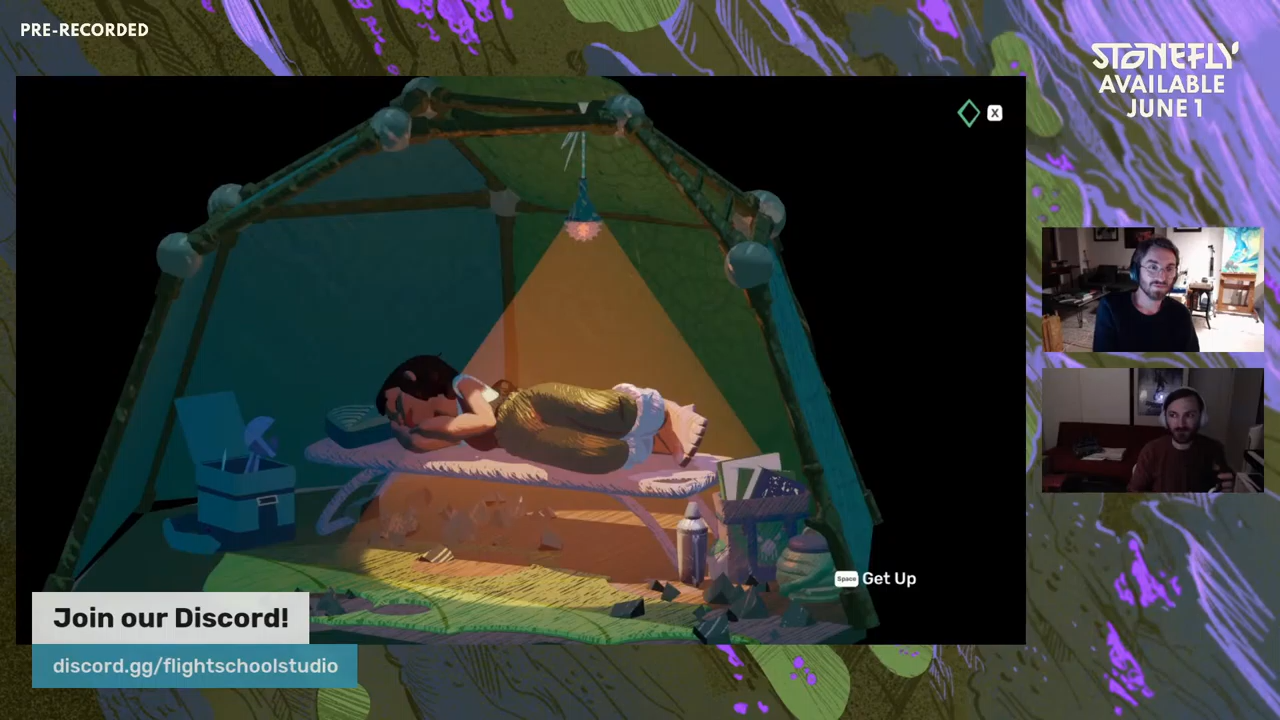 PRE-RECORDED
STONEFLY
AVAILABLE
JUNE 1
X
Space Get Up
Join our Discord!
discord.gg/flightschoolstudio